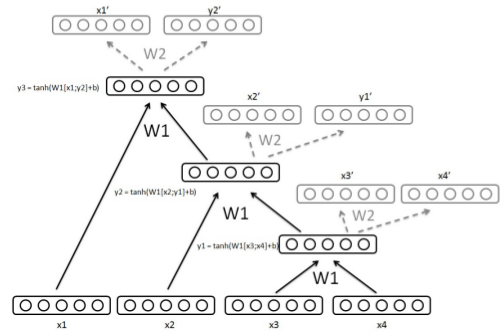 x1' y2'
W2
y3 = tanh(W1[x1;y2]+b)
x2' y1'
W1
W2
x3' x4'
y2 = tanh(W1[x2;y1]+b)
W1
W2
y1 = tanh(W1[x3;x4]+b)
W1
x1 x2 x3 x4